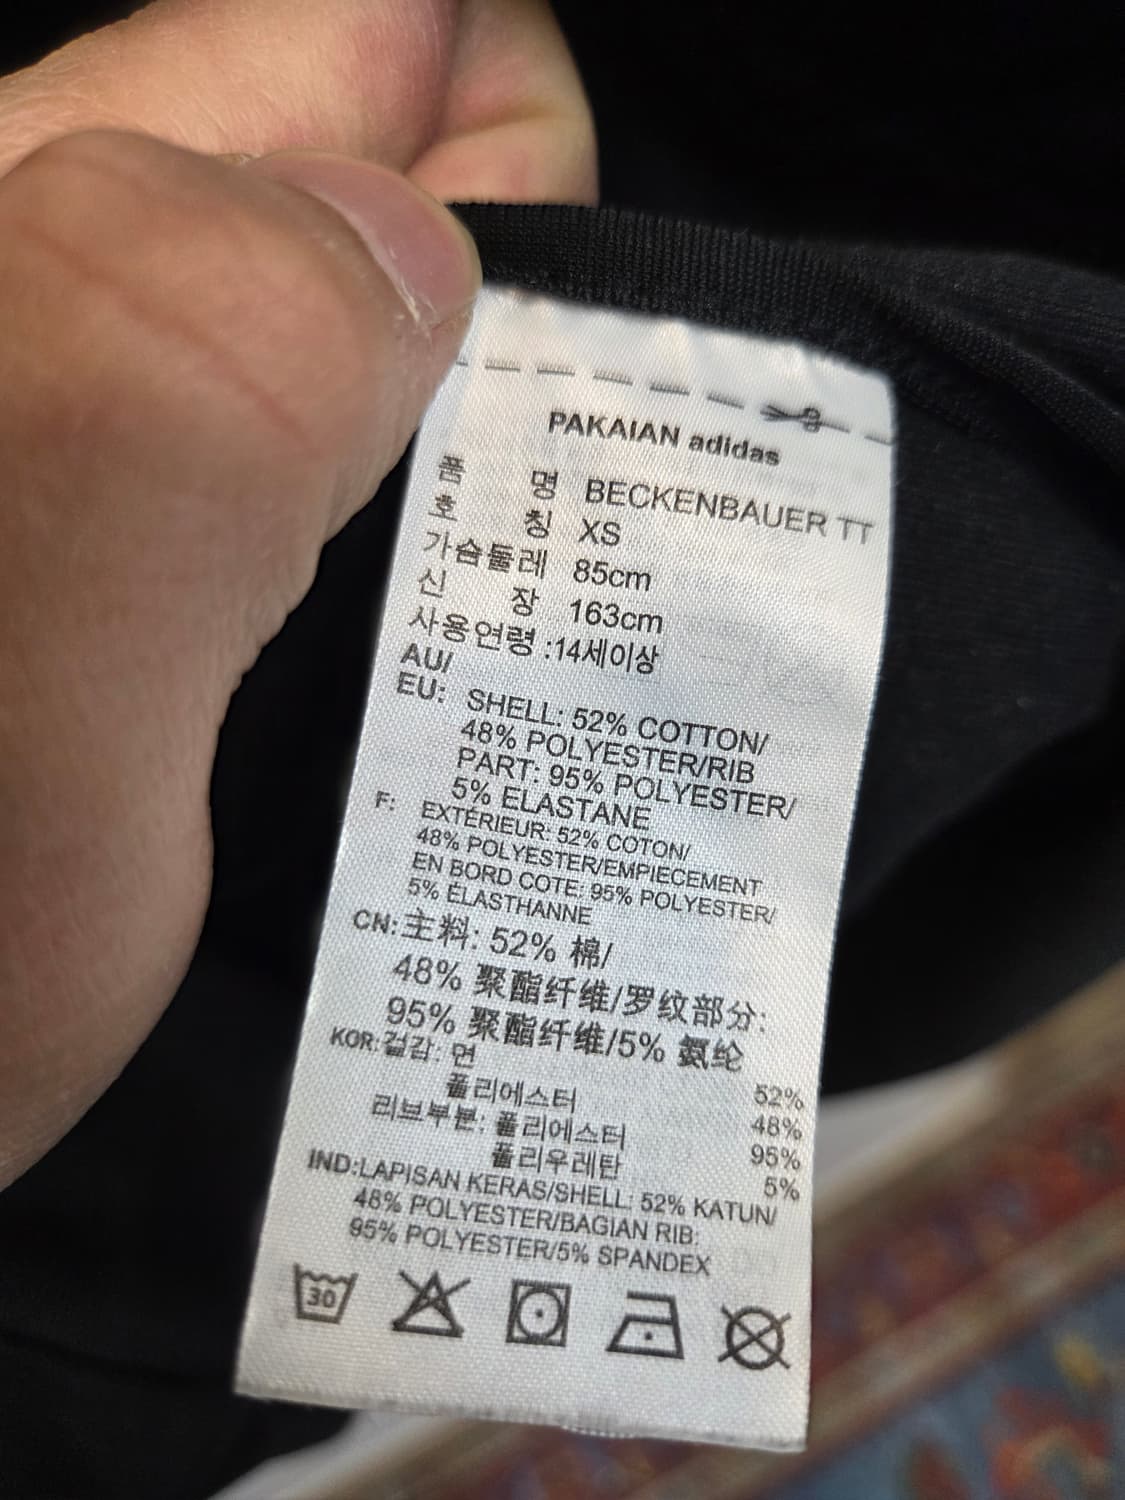 PAKAIAN adidas
품 명 BECKENBAUER TT
호 칭 XS
가슴둘레 85cm
신 장 163cm
사용연령 :14세이상
AU/
EU: SHELL: 52% COTTON/
48% POLYESTER/RIB
PART: 95% POLYESTER/
5% ELASTANE
F: EXTÉRIEUR: 52% COTON/
48% POLYESTER/EMPIECEMENT
EN BORD COTE: 95% POLYESTER/
5% ÉLASTHANNE
CN: 主料: 52% 棉/
48% 聚酯纤维/罗纹部分:
95% 聚酯纤维/5% 氨纶
KOR: 겉감: 면 52%
폴리에스터 48%
리브부분: 폴리에스터 95%
폴리우레탄 5%
IND:LAPISAN KERAS/SHELL: 52% KATUN/
48% POLYESTER/BAGIAN RIB:
95% POLYESTER/5% SPANDEX
30